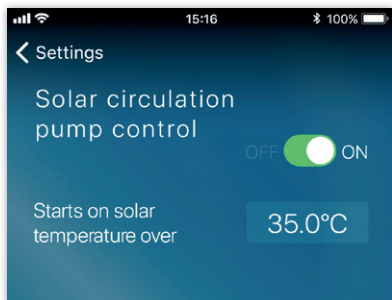 15:16 100%
Settings
Solar circulation
pump control
OFF ON
Starts on solar
temperature over
35.0°C